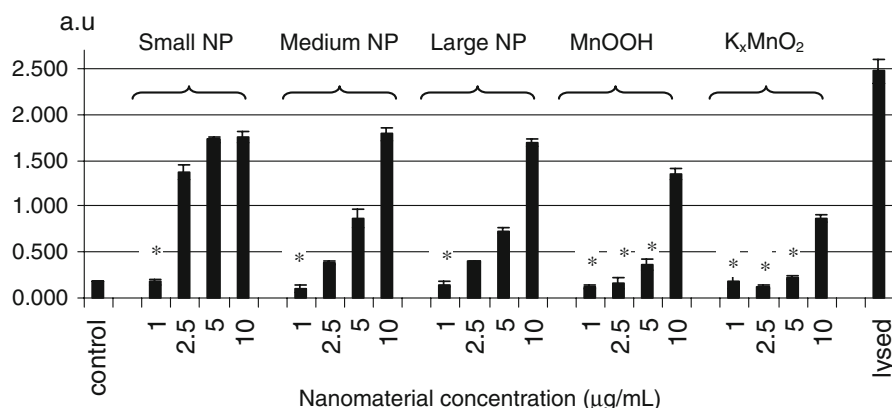 a.u
Small NP Medium NP Large NP MnOOH KₓMnO₂
2.500
2.000
1.500
1.000
0.500
0.000
* * * * * * * *
control 1 2.5 5 10 1 2.5 5 10 1 2.5 5 10 1 2.5 5 10 1 2.5 5 10 lysed
Nanomaterial concentration (μg/mL)